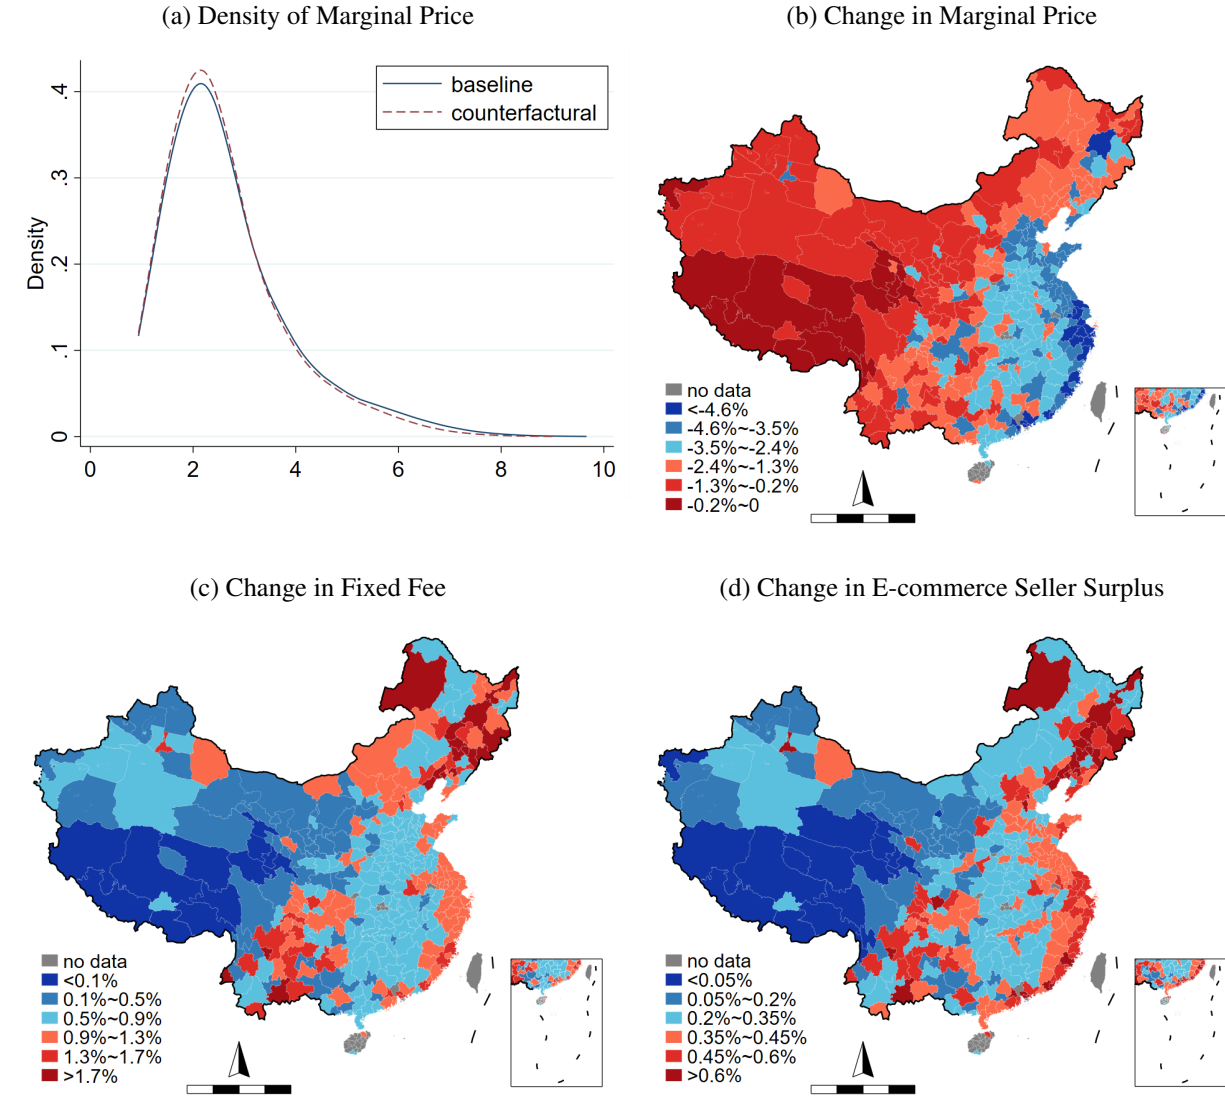 (a) Density of Marginal Price
(b) Change in Marginal Price
Density
.4
.3
.2
.1
0
0 2 4 6 8 10
baseline
counterfactural
no data
<-4.6%
-4.6%~-3.5%
-3.5%~-2.4%
-2.4%~-1.3%
-1.3%~-0.2%
-0.2%~0
(c) Change in Fixed Fee
(d) Change in E-commerce Seller Surplus
no data
<0.1%
0.1%~0.5%
0.5%~0.9%
0.9%~1.3%
1.3%~1.7%
>1.7%
no data
<0.05%
0.05%~0.2%
0.2%~0.35%
0.35%~0.45%
0.45%~0.6%
>0.6%